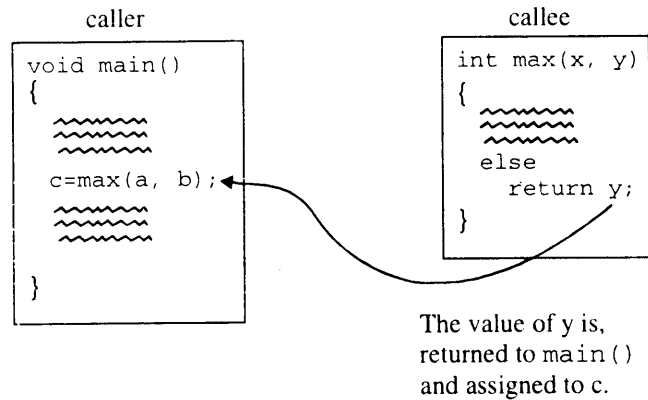 caller
void main()
{
c=max(a, b);
}
callee
int max(x, y)
{
else
return y;
}
The value of y is,
returned to main()
and assigned to c.